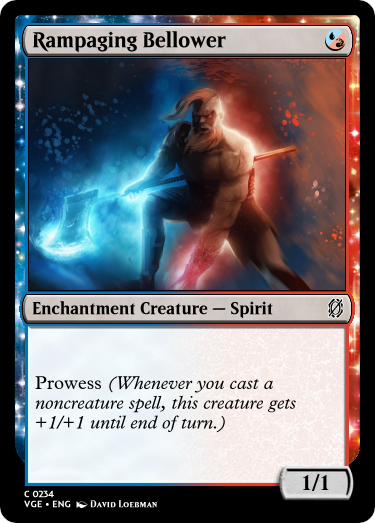 Rampaging Bellower
Enchantment Creature — Spirit
Prowess (Whenever you cast a
noncreature spell, this creature gets
+1/+1 until end of turn.)
1/1
C 0234
VGE • ENG DAVID LOEBMAN